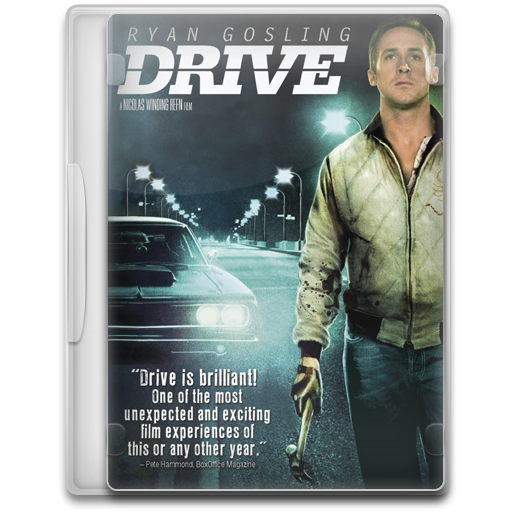 RYAN GOSLING
DRIVE
A NICOLAS WINDING REFN FILM
“Drive is brilliant!
One of the most
unexpected and exciting
film experiences of
this or any other year.”
– Pete Hammond, BoxOffice Magazine